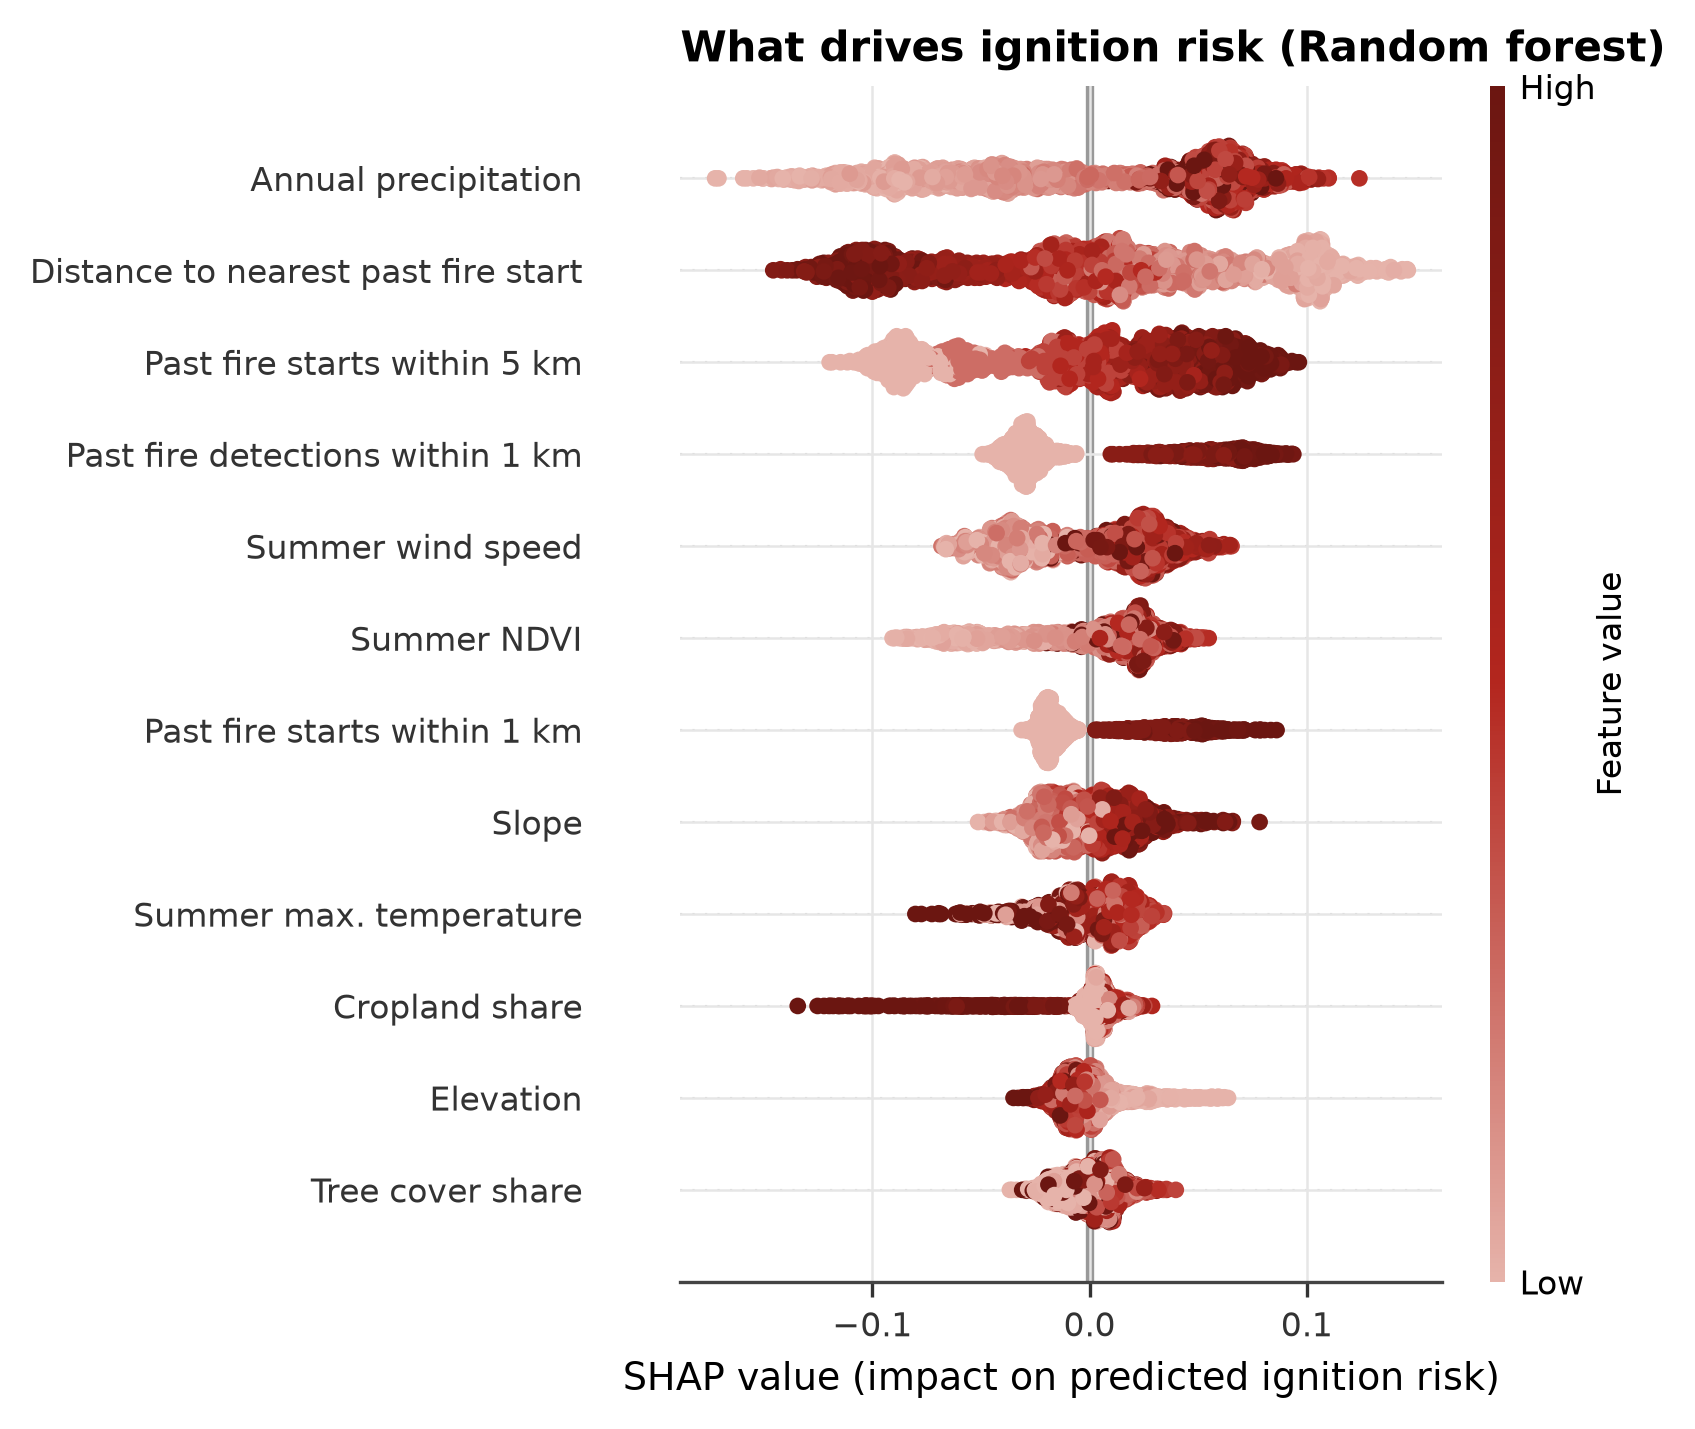 What drives ignition risk (Random forest)
High
Annual precipitation
Distance to nearest past fire start
Past fire starts within 5 km
Past fire detections within 1 km
Summer wind speed
Summer NDVI
Past fire starts within 1 km
Slope
Summer max. temperature
Cropland share
Elevation
Tree cover share
Feature value
Low
−0.1 0.0 0.1
SHAP value (impact on predicted ignition risk)